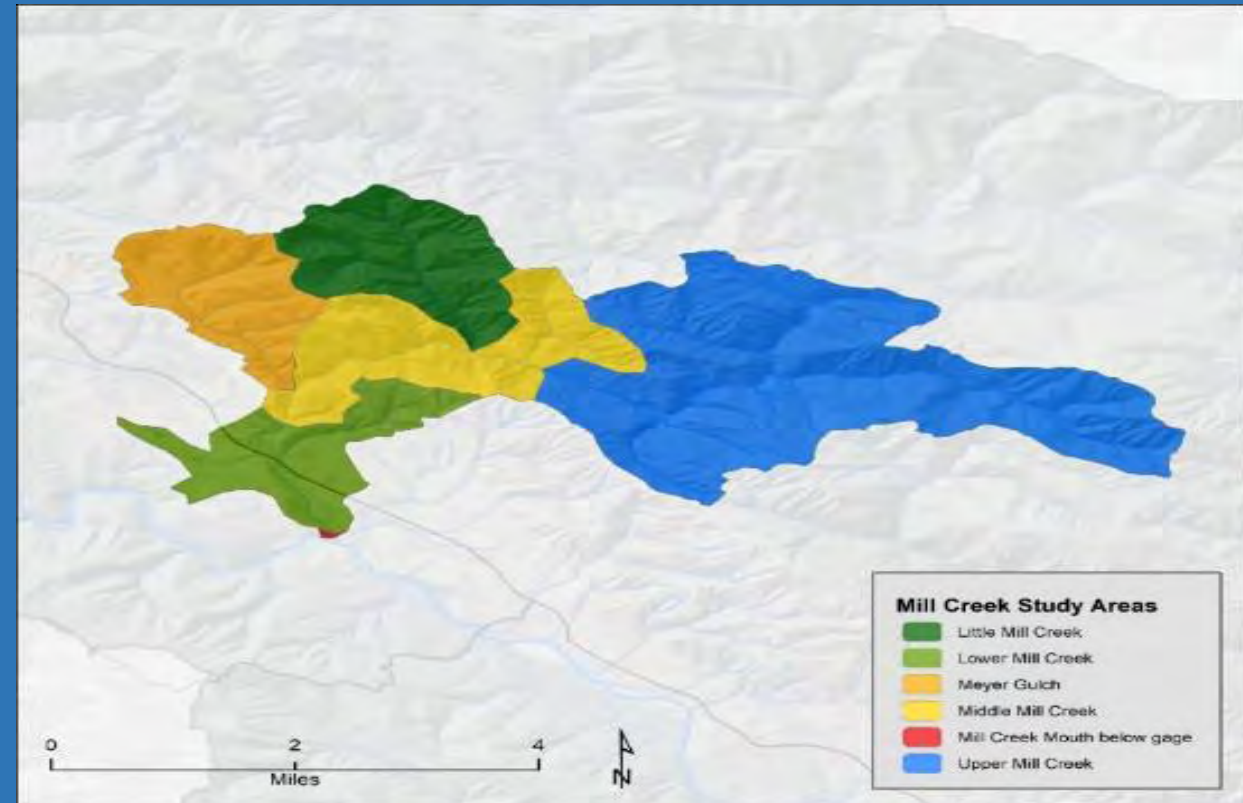 Mill Creek Study Areas
Little Mill Creek
Lower Mill Creek
Meyer Gulch
Middle Mill Creek
Mill Creek Mouth below gage
Upper Mill Creek
0 2 4
Miles
N